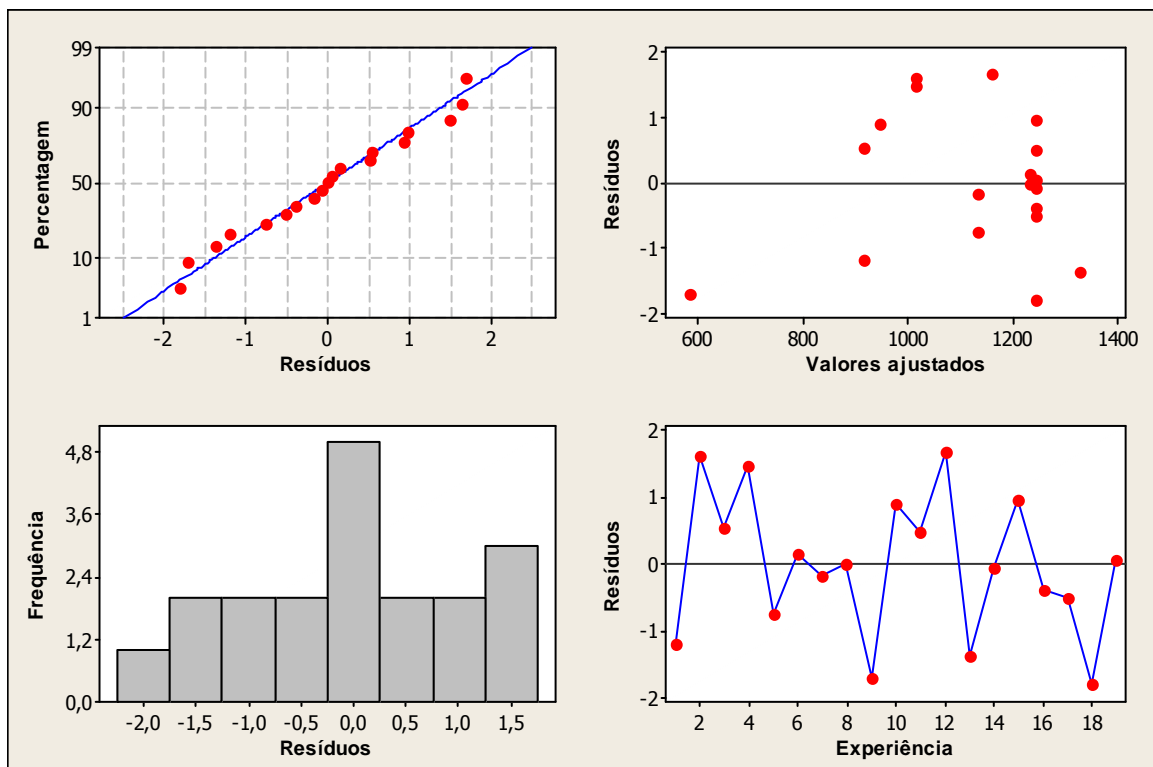 99
90
50
10
1
Percentagem
-2 -1 0 1 2
Resíduos
2
1
0
-1
-2
Resíduos
600 800 1000 1200 1400
Valores ajustados
4,8
3,6
2,4
1,2
0,0
Frequência
-2,0 -1,5 -1,0 -0,5 0,0 0,5 1,0 1,5
Resíduos
2
1
0
-1
-2
Resíduos
2 4 6 8 10 12 14 16 18
Experiência